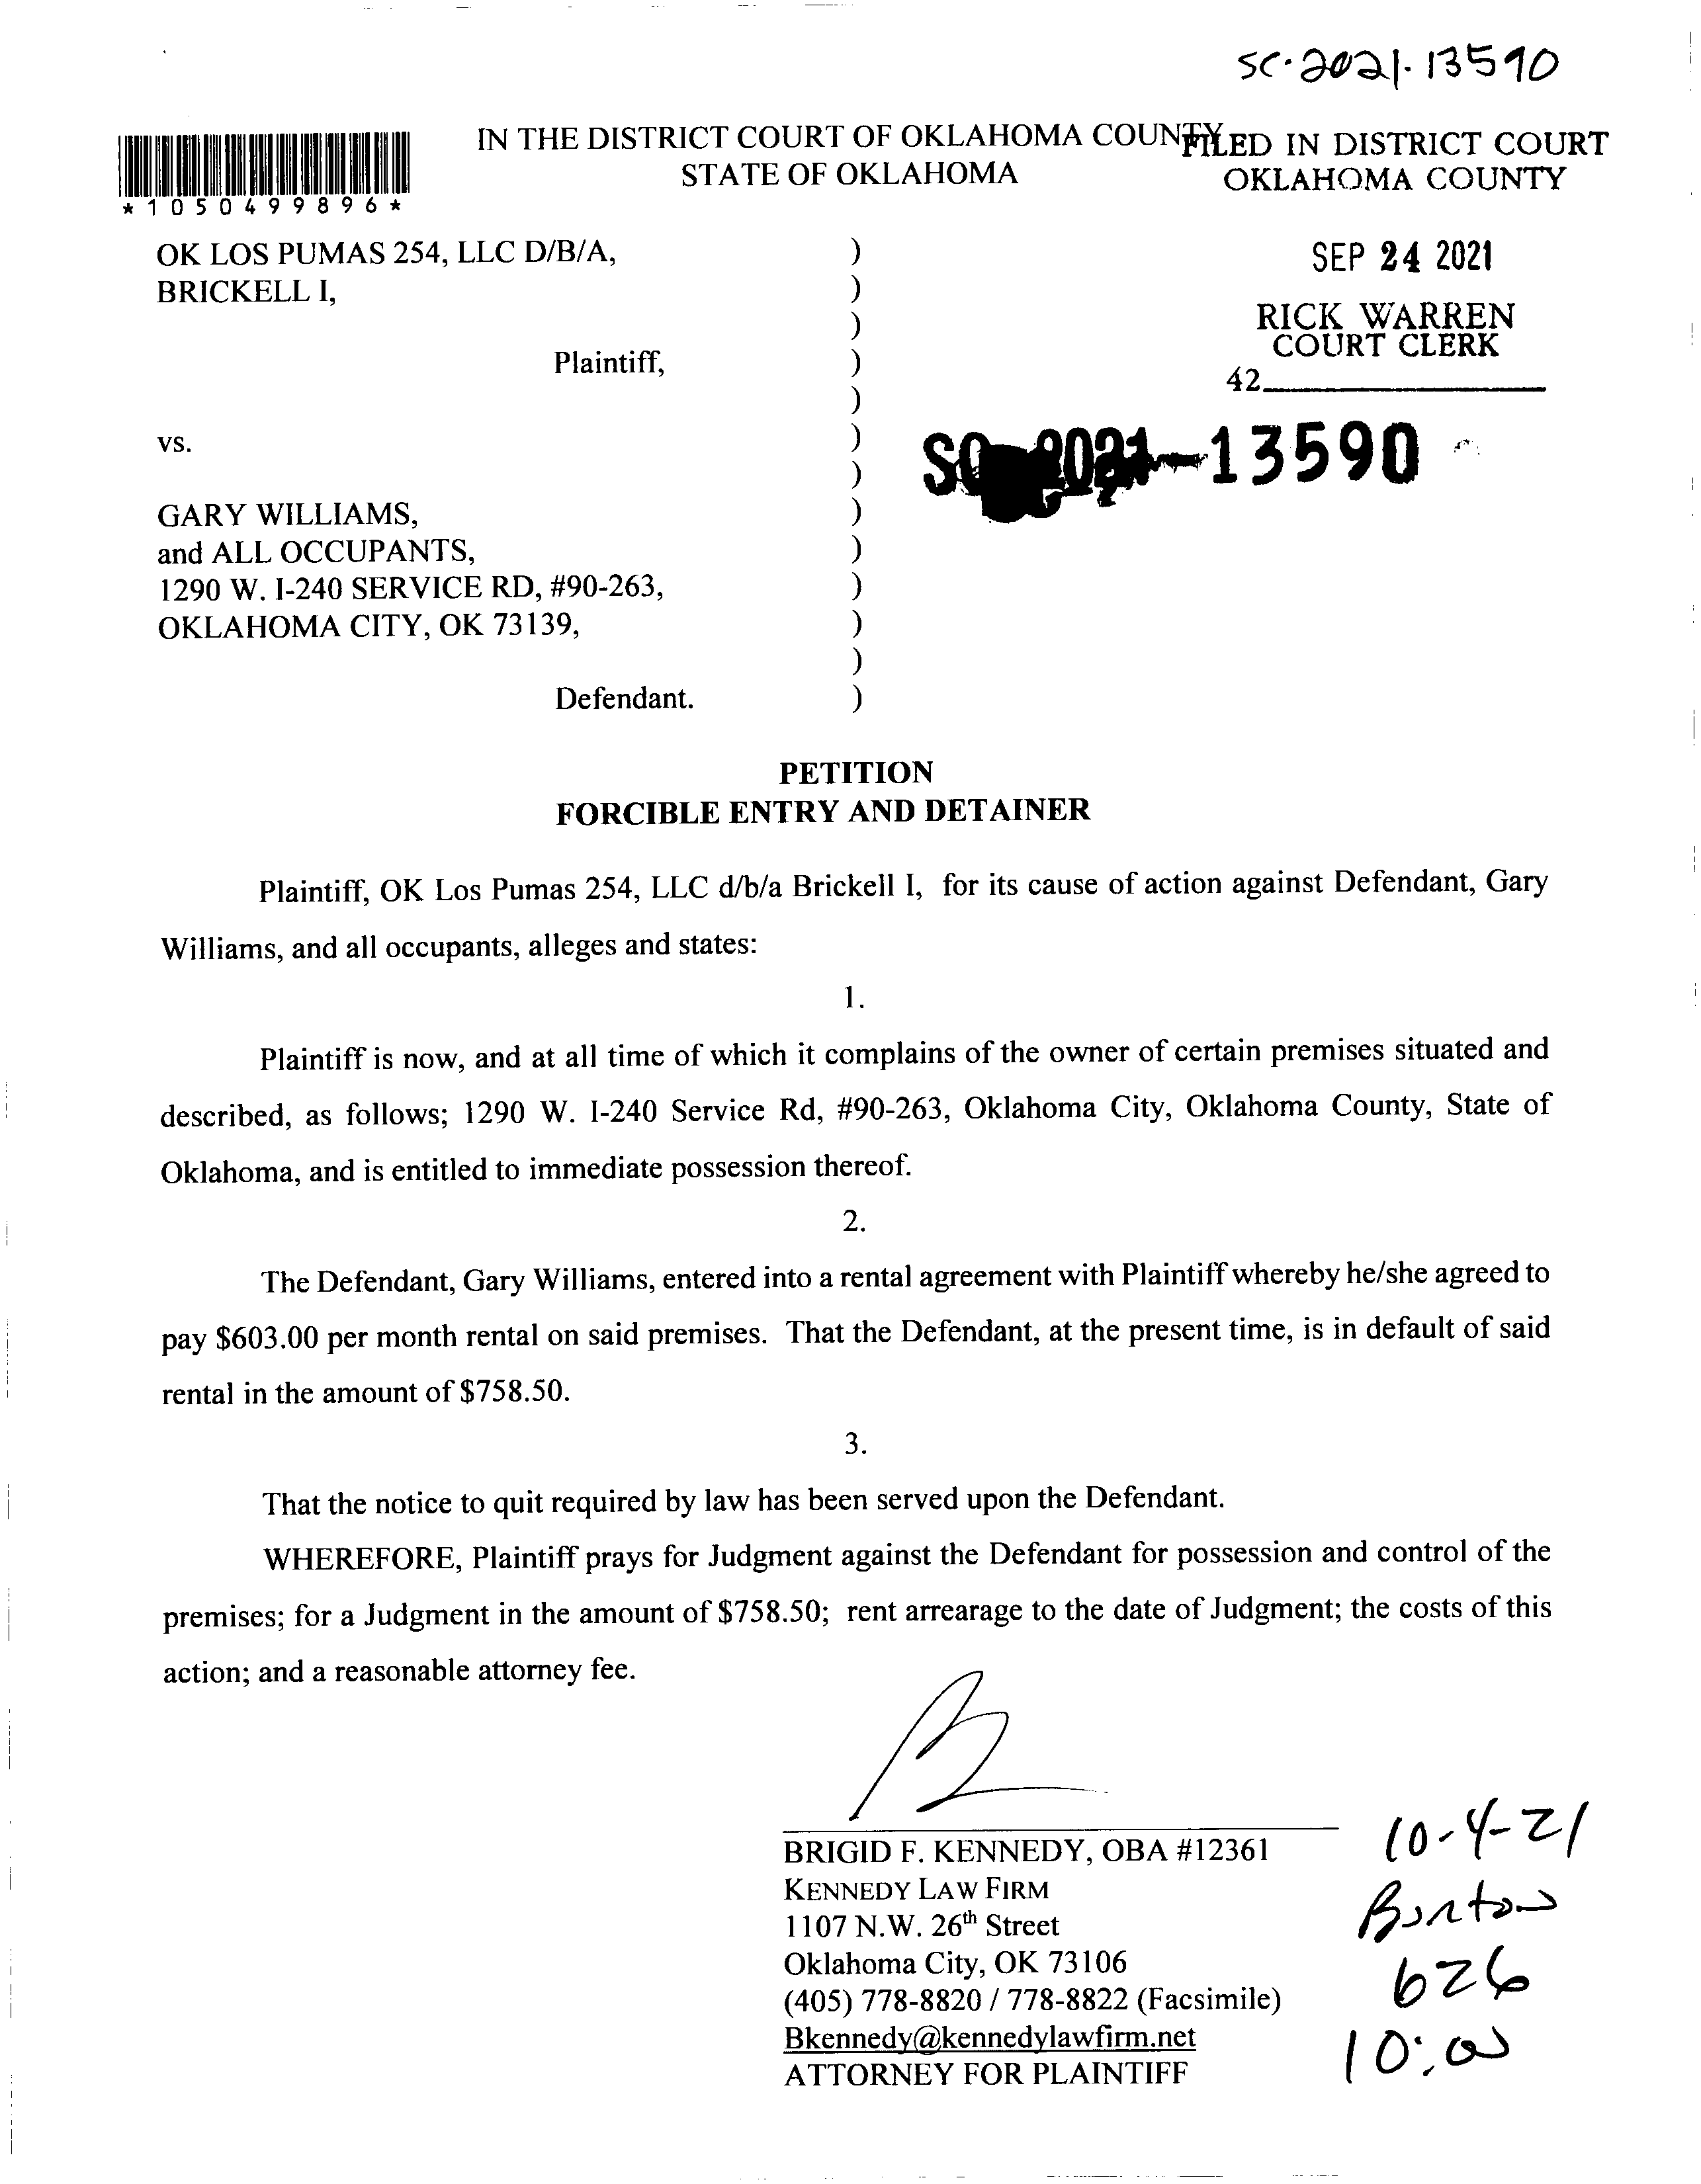 SC-2021-13590
*1050499896*
IN THE DISTRICT COURT OF OKLAHOMA COUNTY
STATE OF OKLAHOMA
FILED IN DISTRICT COURT
OKLAHOMA COUNTY
SEP 24 2021
RICK WARREN
COURT CLERK
42
OK LOS PUMAS 254, LLC D/B/A, )
BRICKELL I, )
)
Plaintiff, )
)
vs. )
)
GARY WILLIAMS, )
and ALL OCCUPANTS, )
1290 W. I-240 SERVICE RD, #90-263, )
OKLAHOMA CITY, OK 73139, )
)
Defendant. )
SC 2021-13590
PETITION
FORCIBLE ENTRY AND DETAINER
Plaintiff, OK Los Pumas 254, LLC d/b/a Brickell I, for its cause of action against Defendant, Gary
Williams, and all occupants, alleges and states:
1.
Plaintiff is now, and at all time of which it complains of the owner of certain premises situated and
described, as follows; 1290 W. I-240 Service Rd, #90-263, Oklahoma City, Oklahoma County, State of
Oklahoma, and is entitled to immediate possession thereof.
2.
The Defendant, Gary Williams, entered into a rental agreement with Plaintiff whereby he/she agreed to
pay $603.00 per month rental on said premises. That the Defendant, at the present time, is in default of said
rental in the amount of $758.50.
3.
That the notice to quit required by law has been served upon the Defendant.
WHEREFORE, Plaintiff prays for Judgment against the Defendant for possession and control of the
premises; for a Judgment in the amount of $758.50; rent arrearage to the date of Judgment; the costs of this
action; and a reasonable attorney fee.
BRIGID F. KENNEDY, OBA #12361
KENNEDY LAW FIRM
1107 N.W. 26th Street
Oklahoma City, OK 73106
(405) 778-8820 / 778-8822 (Facsimile)
Bkennedy@kennedylawfirm.net
ATTORNEY FOR PLAINTIFF
10-4-21
Burton
626
10:00